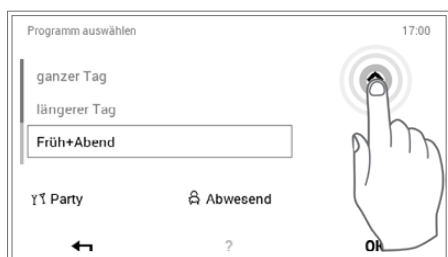 Programm auswählen 17:00
ganzer Tag
längerer Tag
Früh+Abend
Party Abwesend
? OK